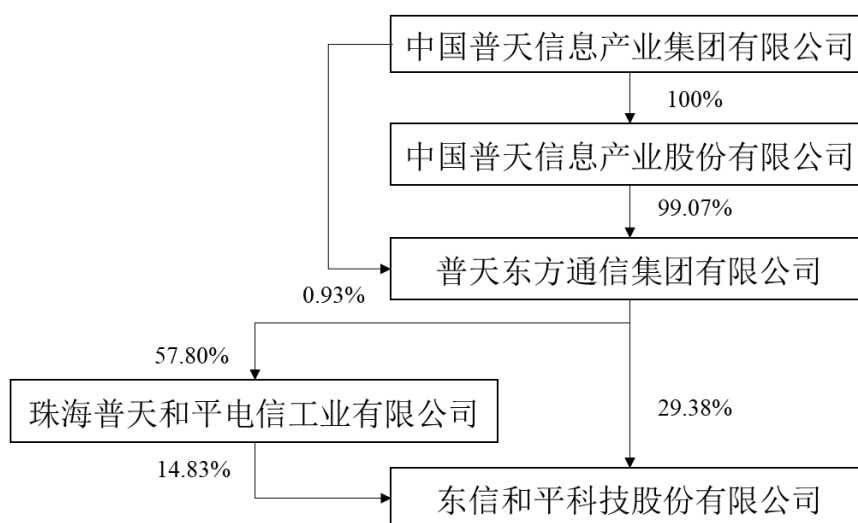 中国普天信息产业集团有限公司
100%
中国普天信息产业股份有限公司
99.07%
普天东方通信集团有限公司
0.93%
57.80%
珠海普天和平电信工业有限公司
29.38%
14.83%
东信和平科技股份有限公司